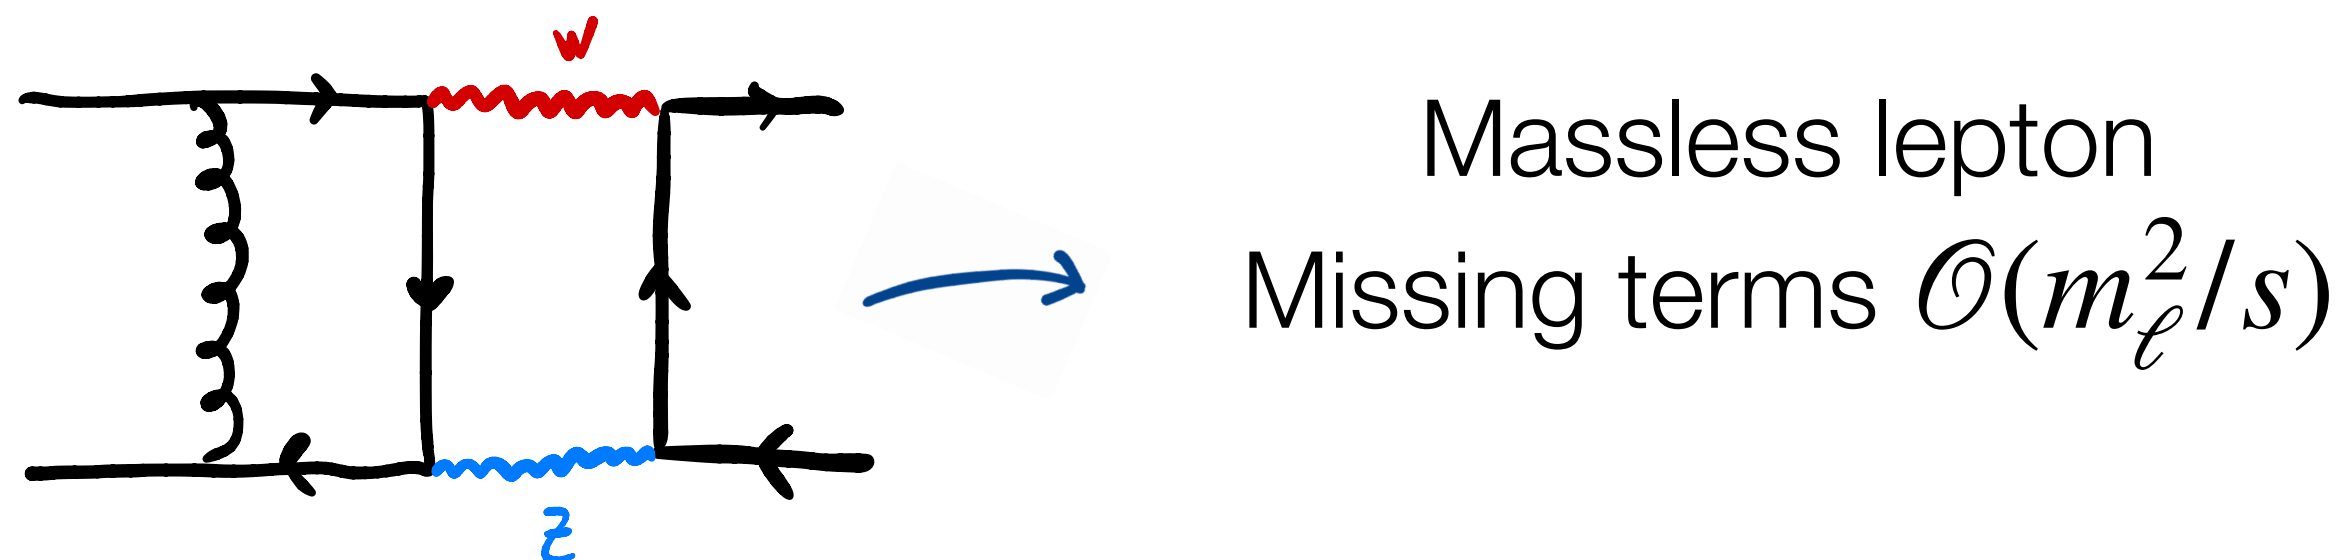 W
Z
Massless lepton
Missing terms 𝒪(m_ℓ^2/s)